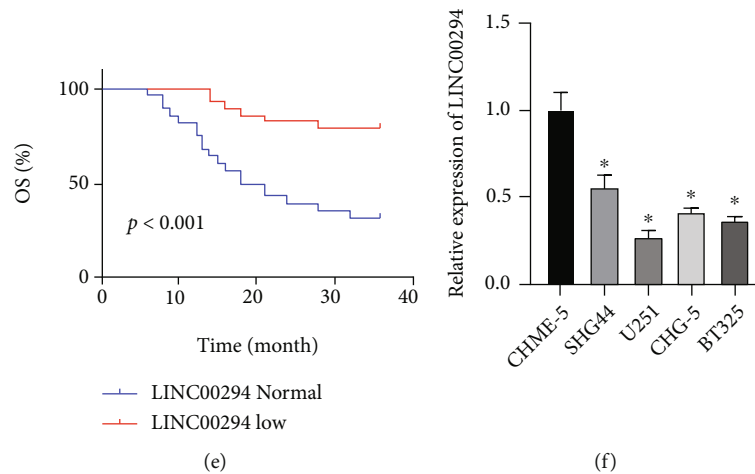 OS (%)
100
50
0
p < 0.001
0
10
20
30
40
Time (month)
LINC00294 Normal
LINC00294 low
(e)
Relative expression of LINC00294
1.5
1.0
0.5
0.0
*
*
*
*
CHME-5
SHG44
U251
CHG-5
BT325
(f)